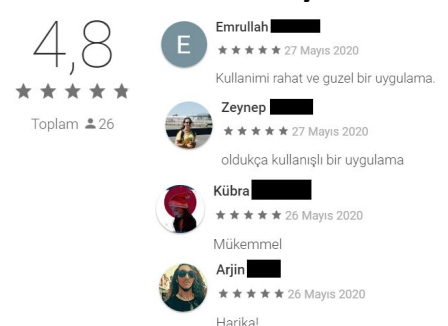 4,8
Toplam 26
E
Emrullah
27 Mayıs 2020
Kullanimi rahat ve guzel bir uygulama.
Zeynep
27 Mayıs 2020
oldukça kullanışlı bir uygulama
Kübra
26 Mayıs 2020
Mükemmel
Arjin
26 Mayıs 2020
Harika!